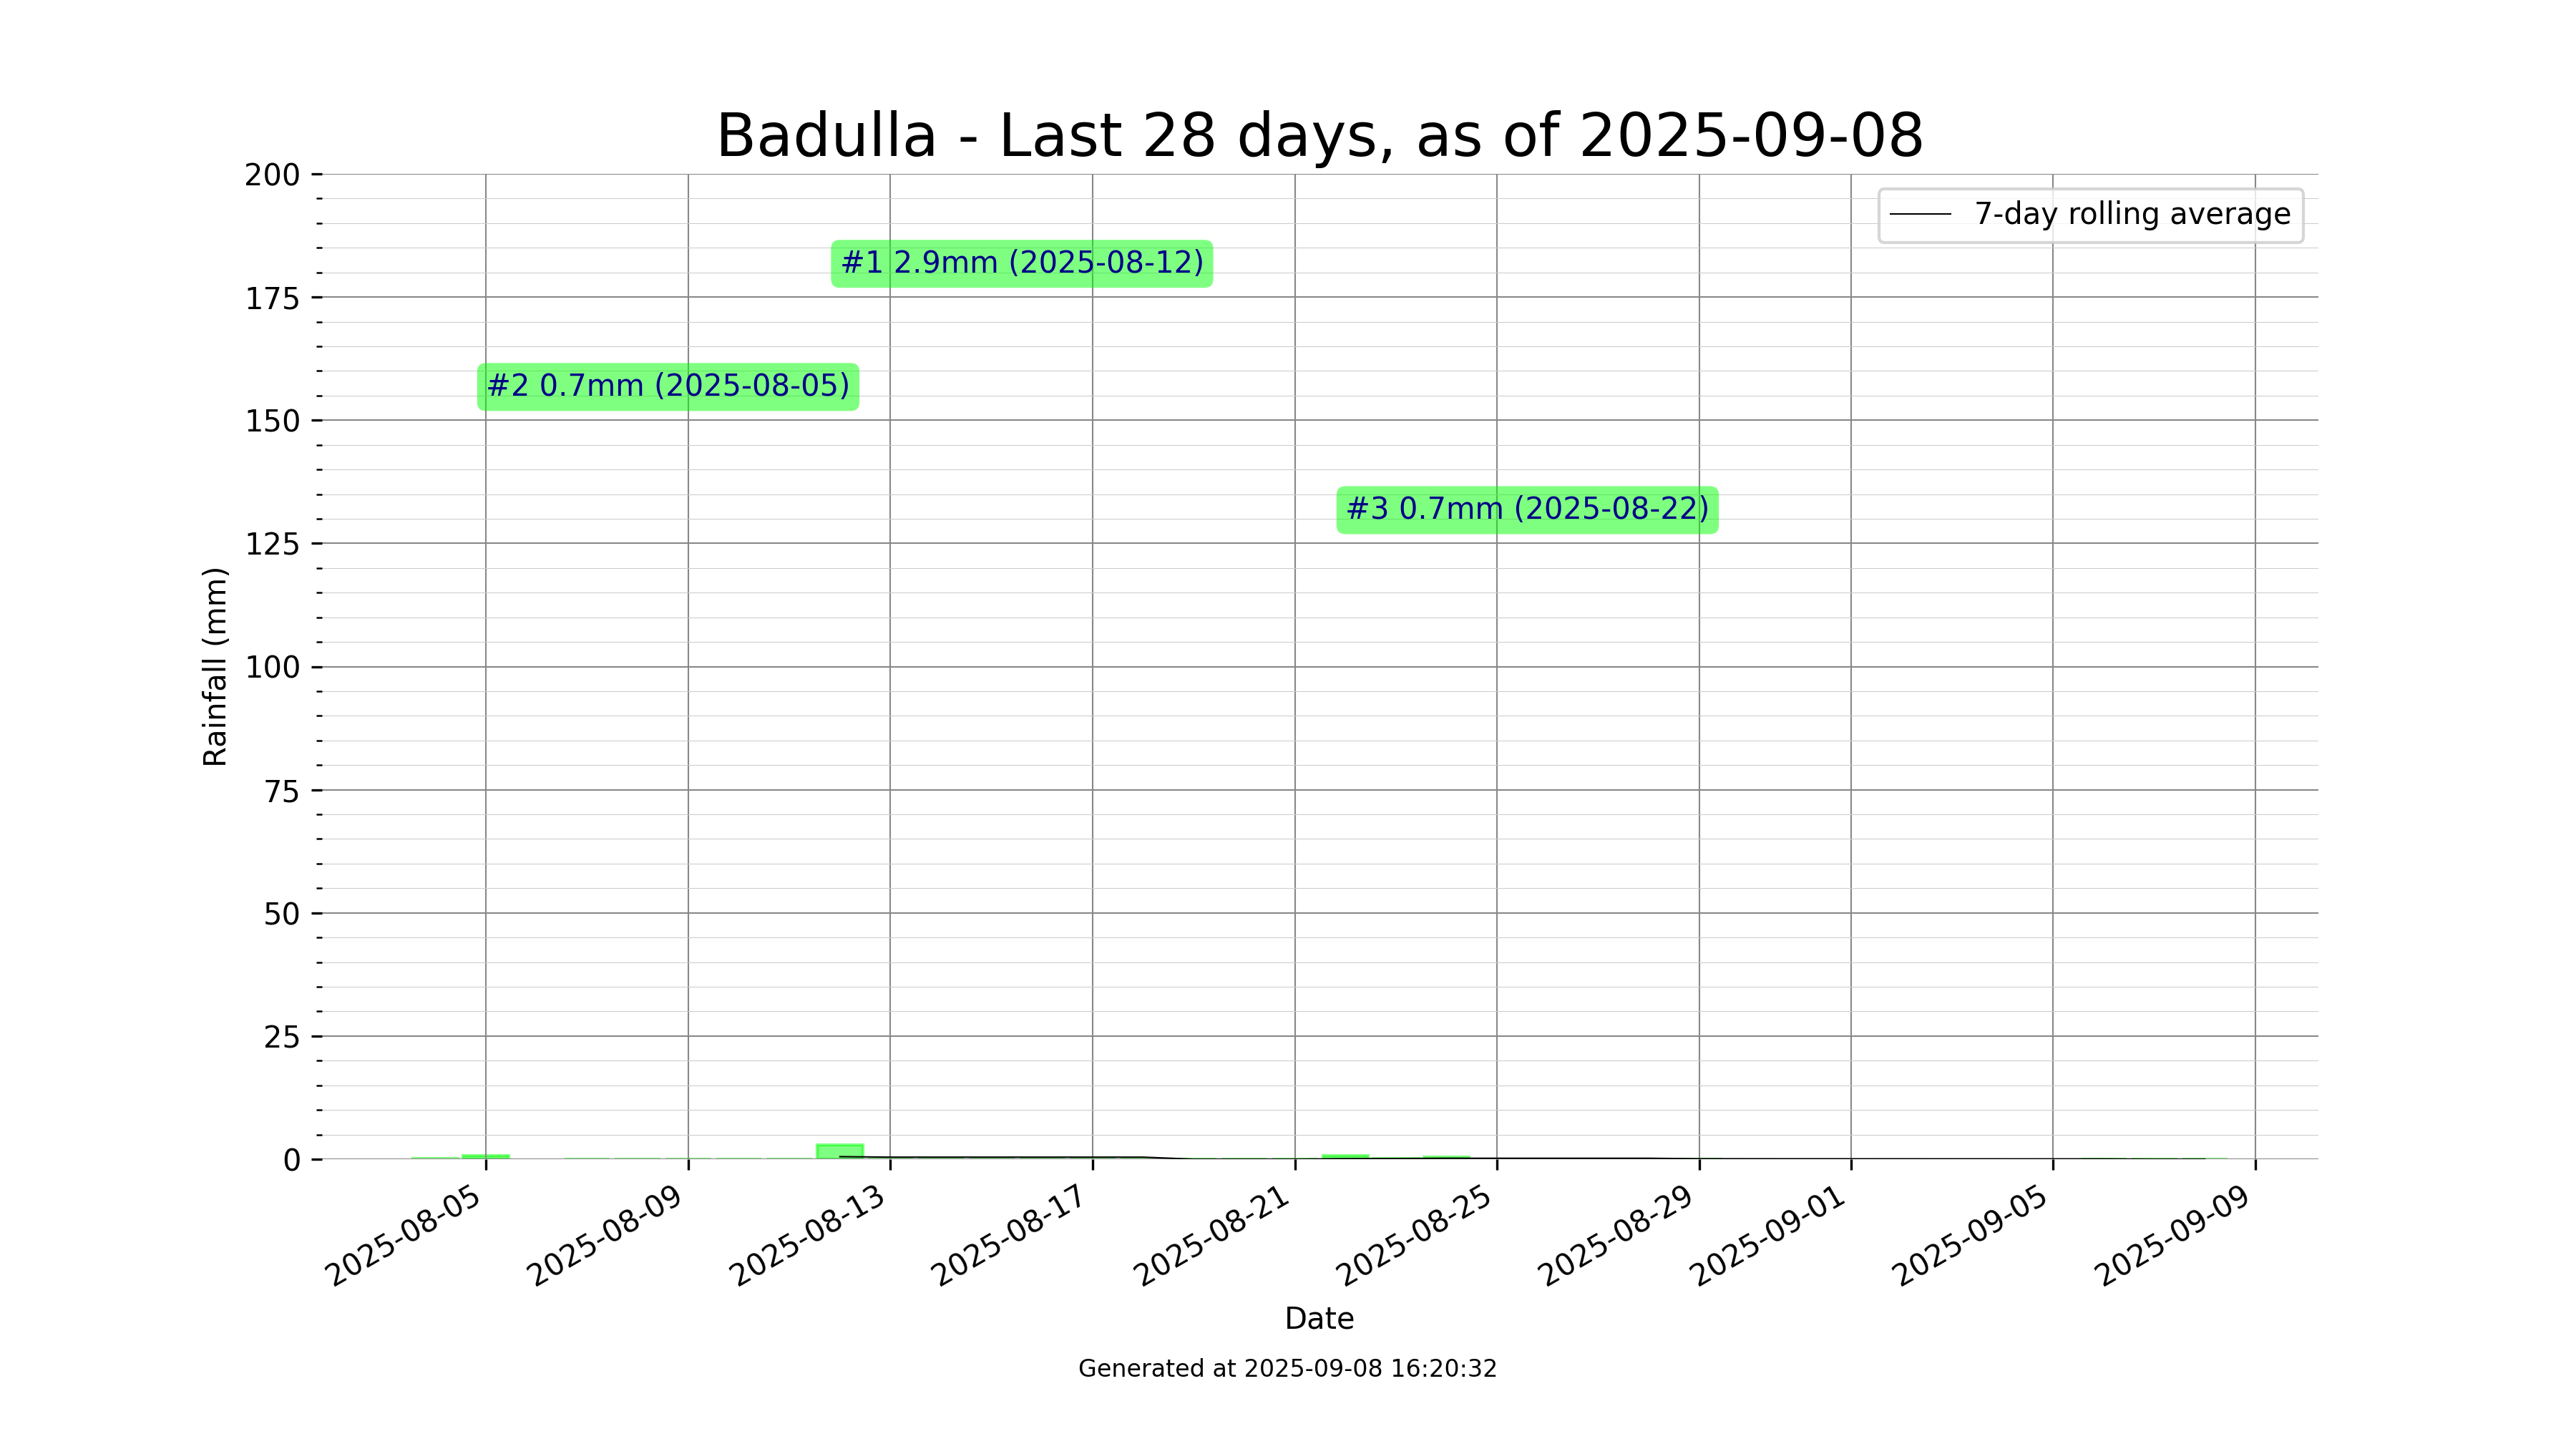 Badulla - Last 28 days, as of 2025-09-08
7-day rolling average
#1 2.9mm (2025-08-12)
#2 0.7mm (2025-08-05)
#3 0.7mm (2025-08-22)
Rainfall (mm)
200
175
150
125
100
75
50
25
0
2025-08-05
2025-08-09
2025-08-13
2025-08-17
2025-08-21
2025-08-25
2025-08-29
2025-09-01
2025-09-05
2025-09-09
Date
Generated at 2025-09-08 16:20:32